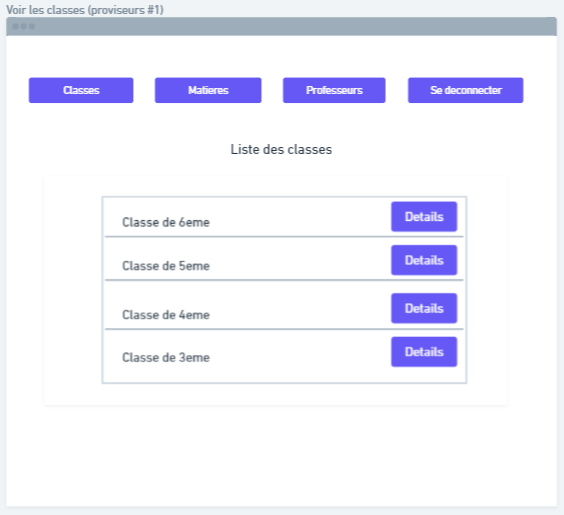 Voir les classes (proviseurs #1)
Classes Matieres Professeurs Se deconnecter
Liste des classes
Classe de 6eme Details
Classe de 5eme Details
Classe de 4eme Details
Classe de 3eme Details